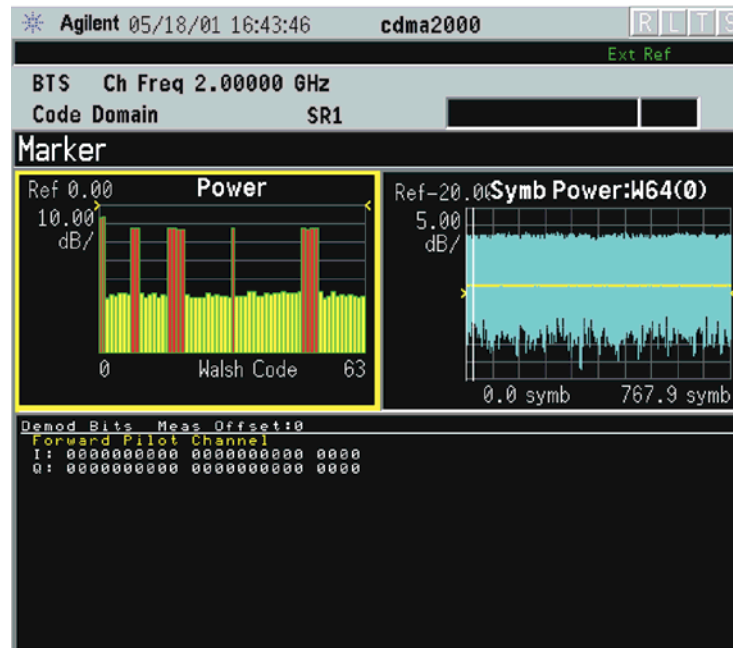 Agilent 05/18/01 16:43:46 cdma2000 R L T S
Ext Ref
BTS Ch Freq 2.00000 GHz
Code Domain SR1
Marker
Ref 0.00 Power
10.00
dB/
0 Walsh Code 63
Ref-20.00 Symb Power:W64(0)
5.00
dB/
0.0 symb 767.9 symb
Demod Bits Meas Offset:0
Forward Pilot Channel
I: 0000000000 0000000000 0000
Q: 0000000000 0000000000 0000